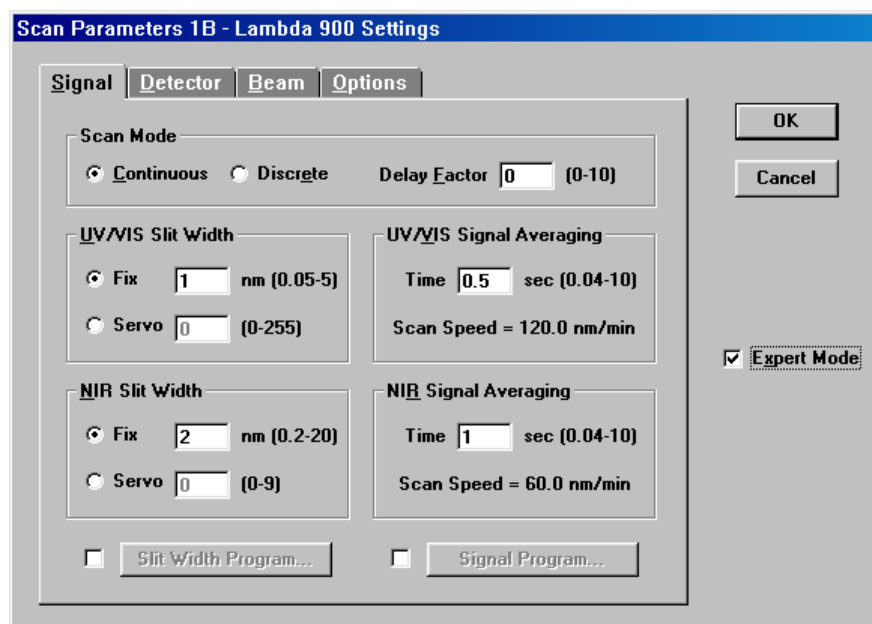 Scan Parameters 1B - Lambda 900 Settings
Signal Detector Beam Options
Scan Mode
Continuous Discrete Delay Factor 0 (0-10)
OK
Cancel
UV/VIS Slit Width
Fix 1 nm (0.05-5)
Servo 0 (0-255)
UV/VIS Signal Averaging
Time 0.5 sec (0.04-10)
Scan Speed = 120.0 nm/min
Expert Mode
NIR Slit Width
Fix 2 nm (0.2-20)
Servo 0 (0-9)
NIR Signal Averaging
Time 1 sec (0.04-10)
Scan Speed = 60.0 nm/min
Slit Width Program...
Signal Program...